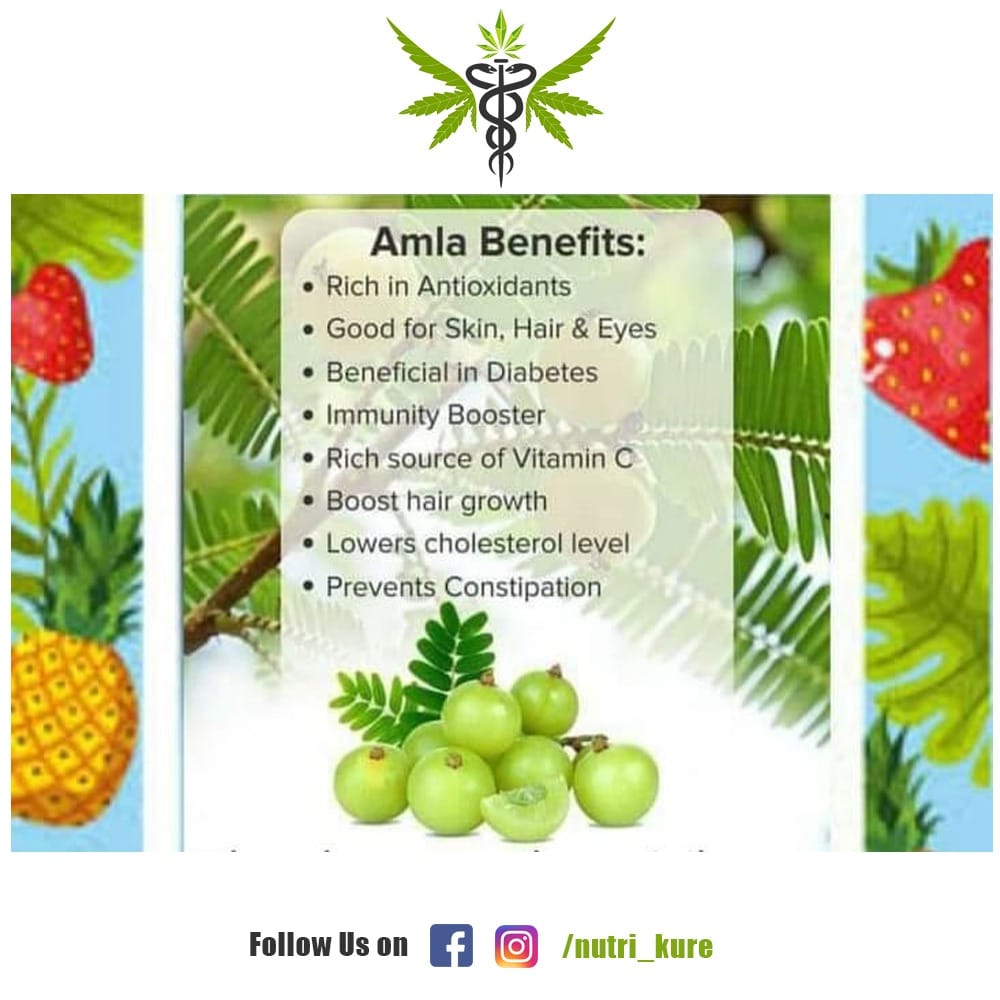 Amla Benefits:
• Rich in Antioxidants
• Good for Skin, Hair & Eyes
• Beneficial in Diabetes
• Immunity Booster
• Rich source of Vitamin C
• Boost hair growth
• Lowers cholesterol level
• Prevents Constipation
Follow Us on /nutri_kure